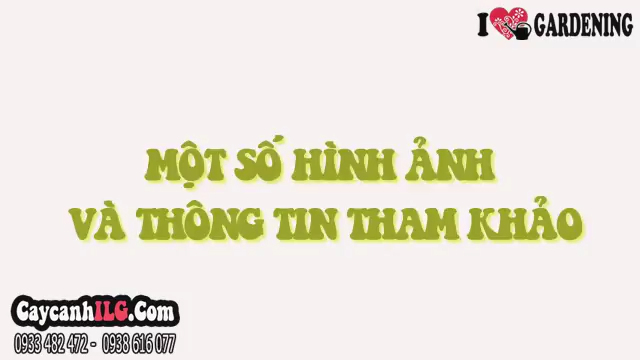 I GARDENING
MỘT SỐ HÌNH ẢNH
VÀ THÔNG TIN THAM KHẢO
CaycanhILG.Com
0933 482 472 - 0938 616 077